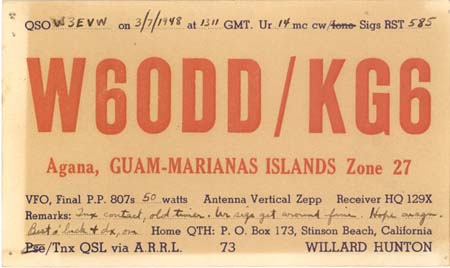 QSO W3EVW on 3/7/1948 at 1311 GMT. Ur 14 mc cw/fone Sigs RST 585
W6ODD/KG6
Agana, GUAM-MARIANAS ISLANDS Zone 27
VFO, Final P.P. 807s 50 watts Antenna Vertical Zepp Receiver HQ 129X
Remarks: Tnx contact, old timer. Ur sigs get around fine. Hope agn.
Best o' luck & dx, om Home QTH: P. O. Box 173, Stinson Beach, California
Pse/Tnx QSL via A.R.R.L. 73 WILLARD HUNTON